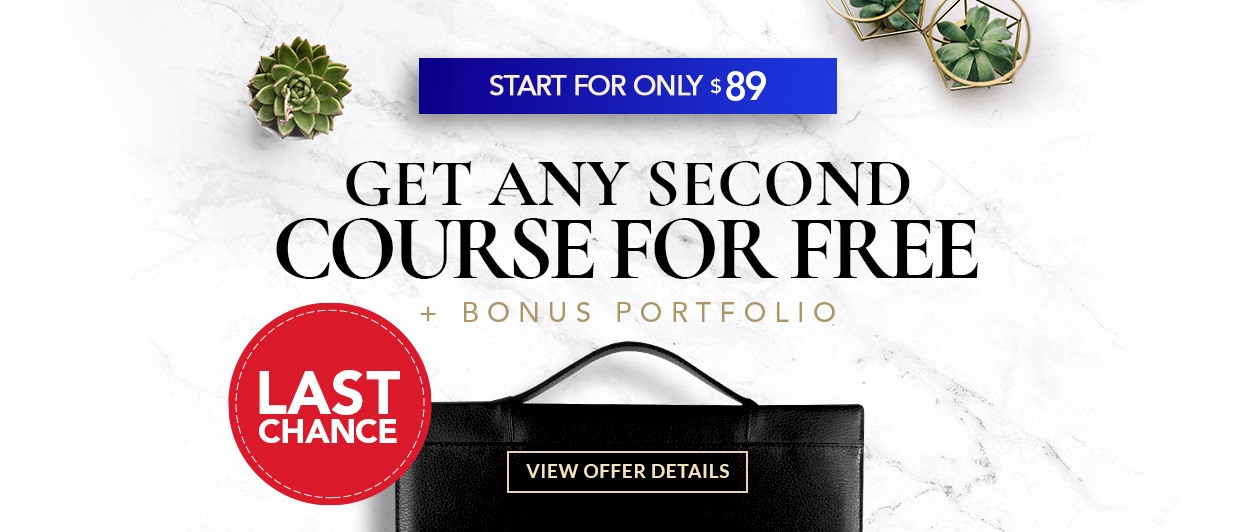 START FOR ONLY $89
GET ANY SECOND
COURSE FOR FREE
+ BONUS PORTFOLIO
LAST
CHANCE
VIEW OFFER DETAILS